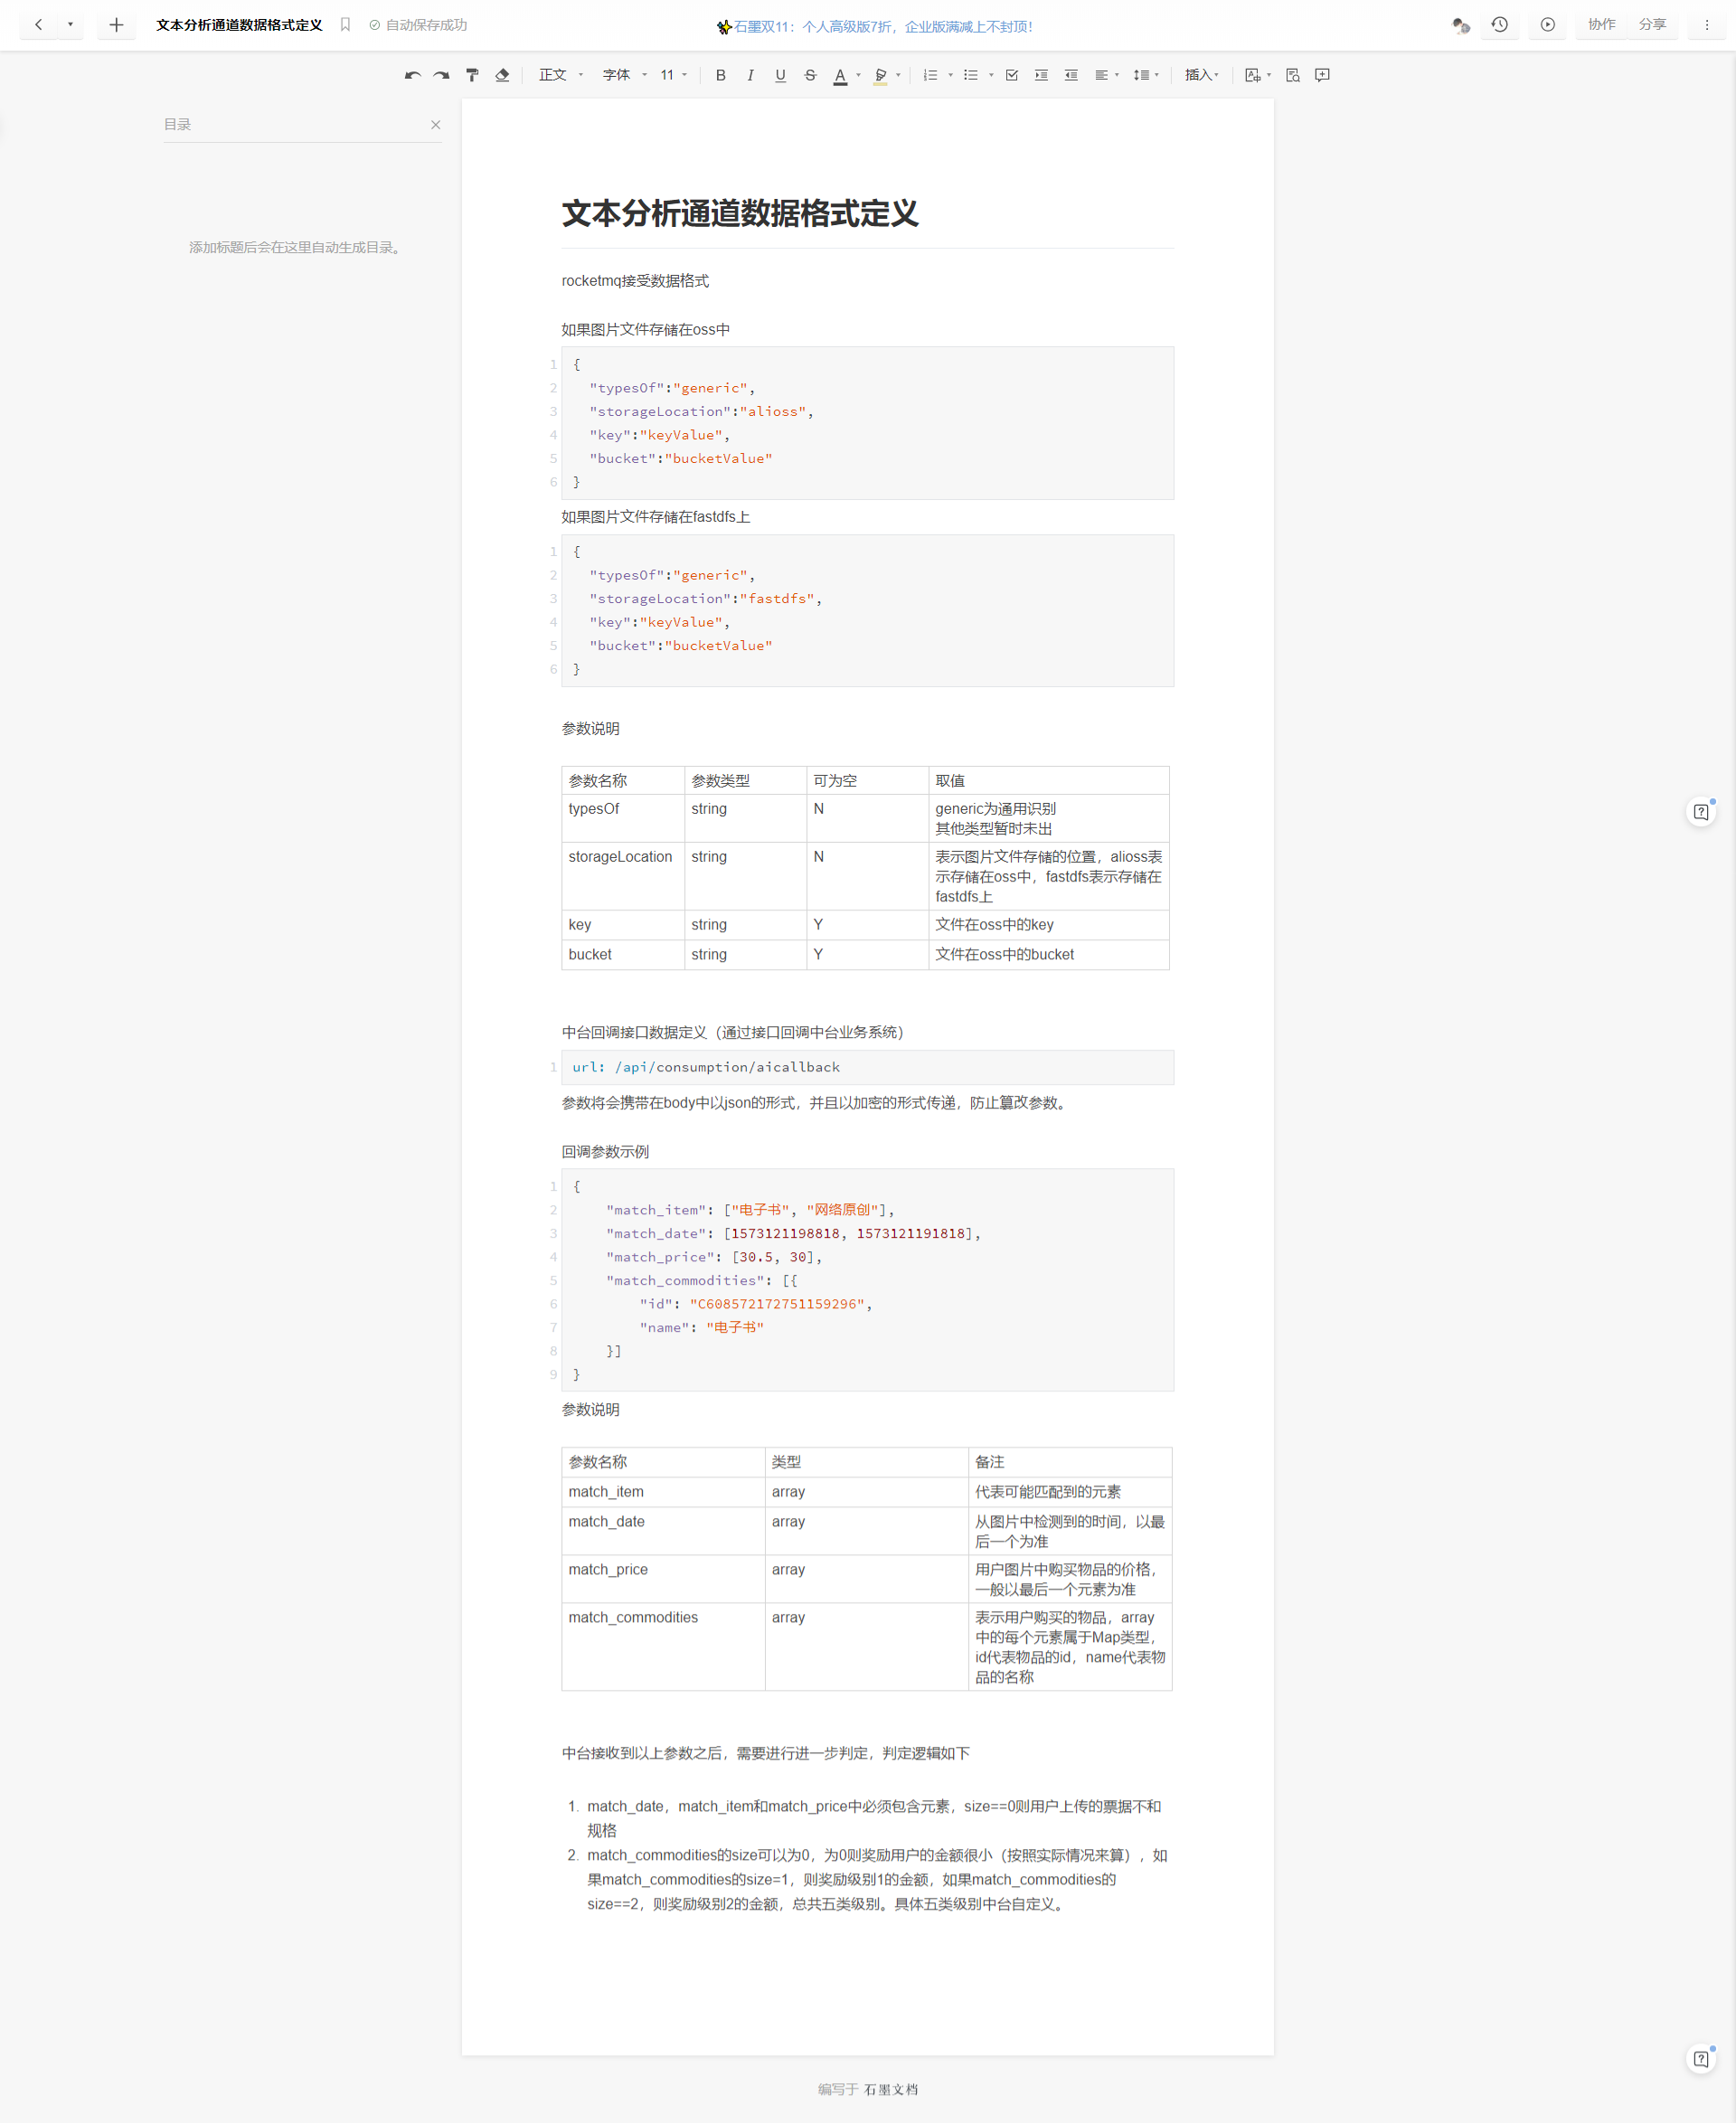 文本分析通道数据格式定义
自动保存成功
✨石墨双11：个人高级版7折，企业版满减上不封顶！
协作
分享
正文
字体
11
B
I
U
S
A
插入
目录
添加标题后会在这里自动生成目录。
文本分析通道数据格式定义
rocketmq接受数据格式
如果图片文件存储在oss中
1 {
2 "typesOf":"generic",
3 "storageLocation":"alioss",
4 "key":"keyValue",
5 "bucket":"bucketValue"
6 }
如果图片文件存储在fastdfs上
1 {
2 "typesOf":"generic",
3 "storageLocation":"fastdfs",
4 "key":"keyValue",
5 "bucket":"bucketValue"
6 }
参数说明
参数名称 参数类型 可为空 取值
typesOf string N generic为通用识别
其他类型暂时未出
storageLocation string N 表示图片文件存储的位置，alioss表
示存储在oss中，fastdfs表示存储在
fastdfs上
key string Y 文件在oss中的key
bucket string Y 文件在oss中的bucket
中台回调接口数据定义（通过接口回调中台业务系统）
1 url: /api/consumption/aicallback
参数将会携带在body中以json的形式，并且以加密的形式传递，防止篡改参数。
回调参数示例
1 {
2 "match_item": ["电子书", "网络原创"],
3 "match_date": [1573121198818, 1573121191818],
4 "match_price": [30.5, 30],
5 "match_commodities": [{
6 "id": "C608572172751159296",
7 "name": "电子书"
8 }]
9 }
参数说明
参数名称 类型 备注
match_item array 代表可能匹配到的元素
match_date array 从图片中检测到的时间，以最
后一个为准
match_price array 用户图片中购买物品的价格，
一般以最后一个元素为准
match_commodities array 表示用户购买的物品，array
中的每个元素属于Map类型，
id代表物品的id，name代表物
品的名称
中台接收到以上参数之后，需要进行进一步判定，判定逻辑如下
1. match_date，match_item和match_price中必须包含元素，size==0则用户上传的票据不和
规格
2. match_commodities的size可以为0，为0则奖励用户的金额很小（按照实际情况来算），如
果match_commodities的size=1，则奖励级别1的金额，如果match_commodities的
size==2，则奖励级别2的金额，总共五类级别。具体五类级别中台自定义。
编写于 石墨文档